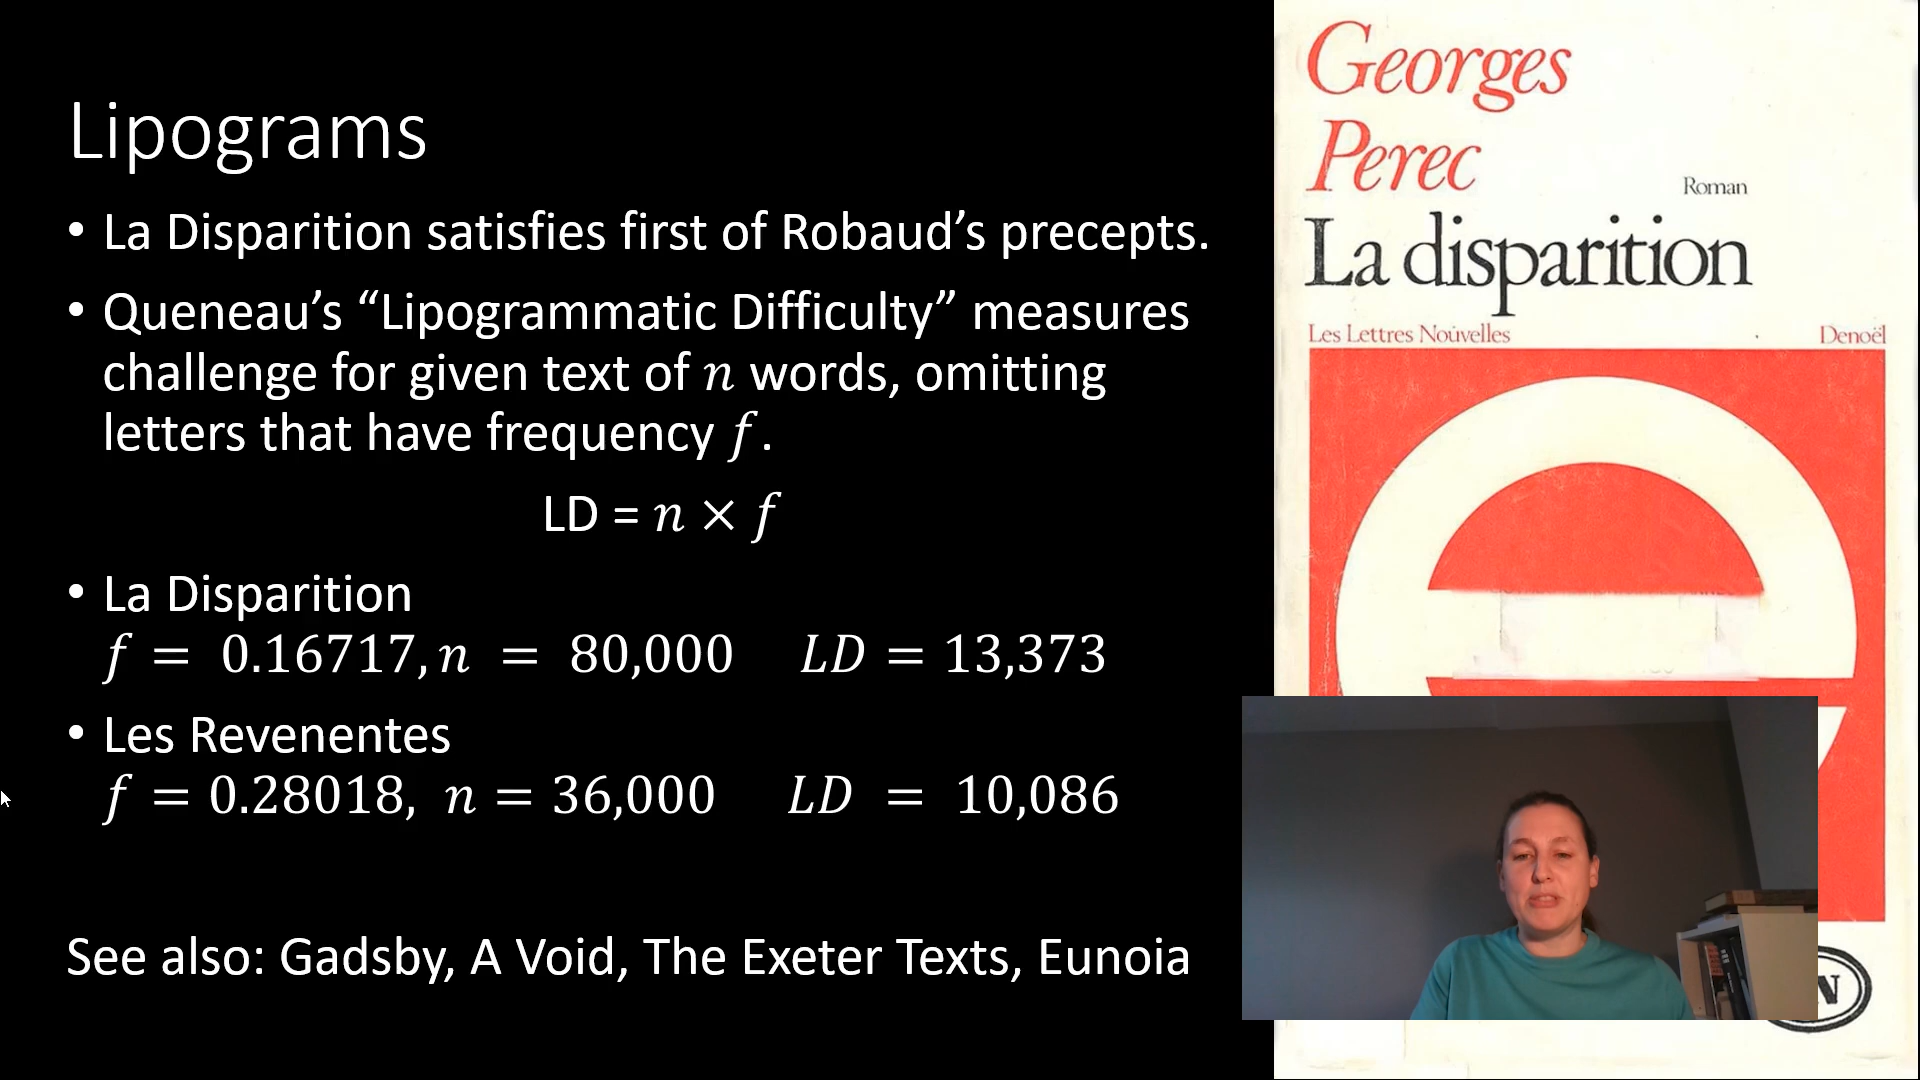 Lipograms
• La Disparition satisfies first of Robaud’s precepts.
• Queneau’s “Lipogrammatic Difficulty” measures
challenge for given text of n words, omitting
letters that have frequency f.
LD = n × f
• La Disparition
f = 0.16717, n = 80,000 LD = 13,373
• Les Revenentes
f = 0.28018, n = 36,000 LD = 10,086
See also: Gadsby, A Void, The Exeter Texts, Eunoia
Georges
Perec
Roman
La disparition
Les Lettres Nouvelles Denoël
N